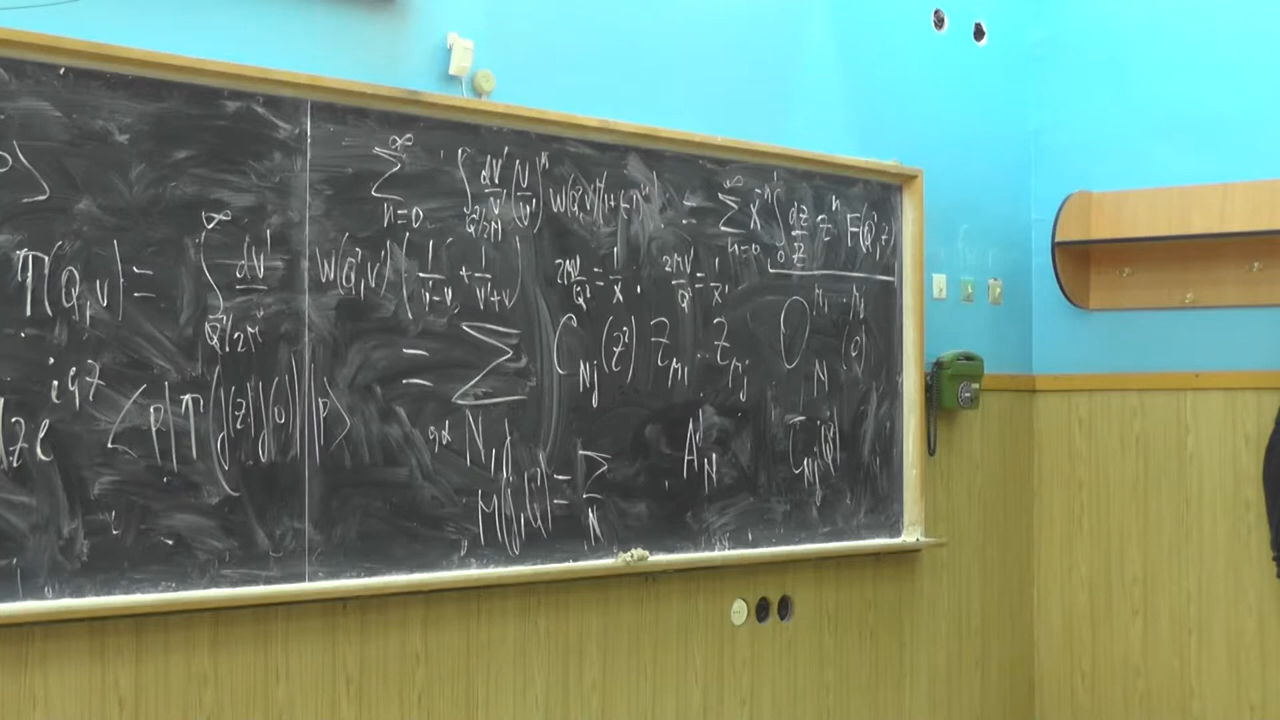 T(Q², ν) = ∫_{Q²/2M}^∞ dν'/ν' W(Q², ν') (1/(ν'-ν) + 1/(ν'+ν))
∑_{n=0}^∞ ∫_{Q²/2M} dν'/ν' (ν/ν')^n W(Q², ν') (1+(-1)^n) = ∑_{n=0}^∞ x^{-n} ∫_0^1 dz/z z^n F(Q², z)
2Mν/Q² = 1/x, 2Mν'/Q² = 1/x'
e^{iqz} <p|T(j(z)j(0))|p> = ∑_{N,j} C_{Nj}(z²) z_{μ1} . z_{μj} O_N^{μ1 . μj}(0)
M(j, Q²) = ∑_N A_N^j C_{Nj}(Q²)